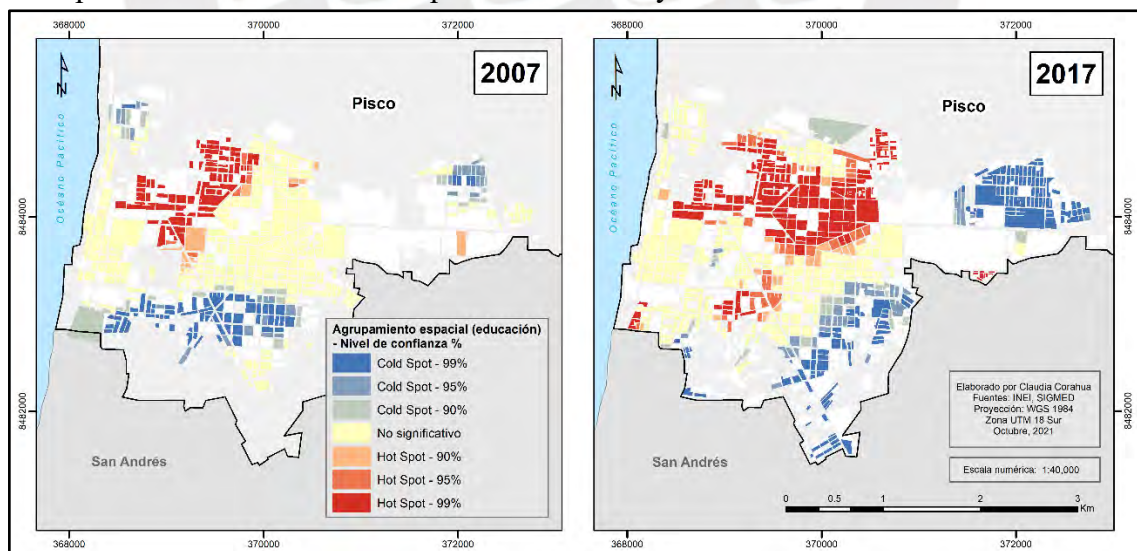 368000 370000 372000
368000 370000 372000
2007
2017
N
N
Pisco
Pisco
Océano Pacífico
Océano Pacífico
8484000
8484000
8482000
8482000
San Andrés
San Andrés
Agrupamiento espacial (educación)
- Nivel de confianza %
Cold Spot - 99%
Cold Spot - 95%
Cold Spot - 90%
No significativo
Hot Spot - 90%
Hot Spot - 95%
Hot Spot - 99%
Elaborado por Claudia Corahua
Fuentes: INEI, SIGMED
Proyección: WGS 1984
Zona UTM 18 Sur
Octubre, 2021
Escala numérica: 1:40,000
0 0.5 1 2 3
Km
368000 370000 372000
368000 370000 372000